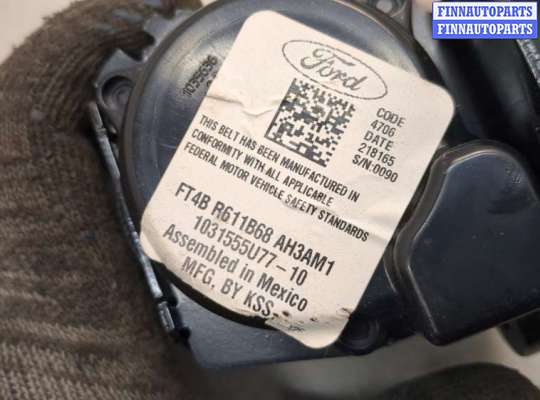 FINNAUTOPARTS
FINNAUTOPARTS
Ford
CODE
4706
DATE
218165
S/N:0090
THIS BELT HAS BEEN MANUFACTURED IN
CONFORMITY WITH ALL APPLICABLE
FEDERAL MOTOR VEHICLE SAFETY STANDARDS
FT4B R611B68 AH3AM1
1031555U77-10
Assembled in Mexico
MFG. BY KSS